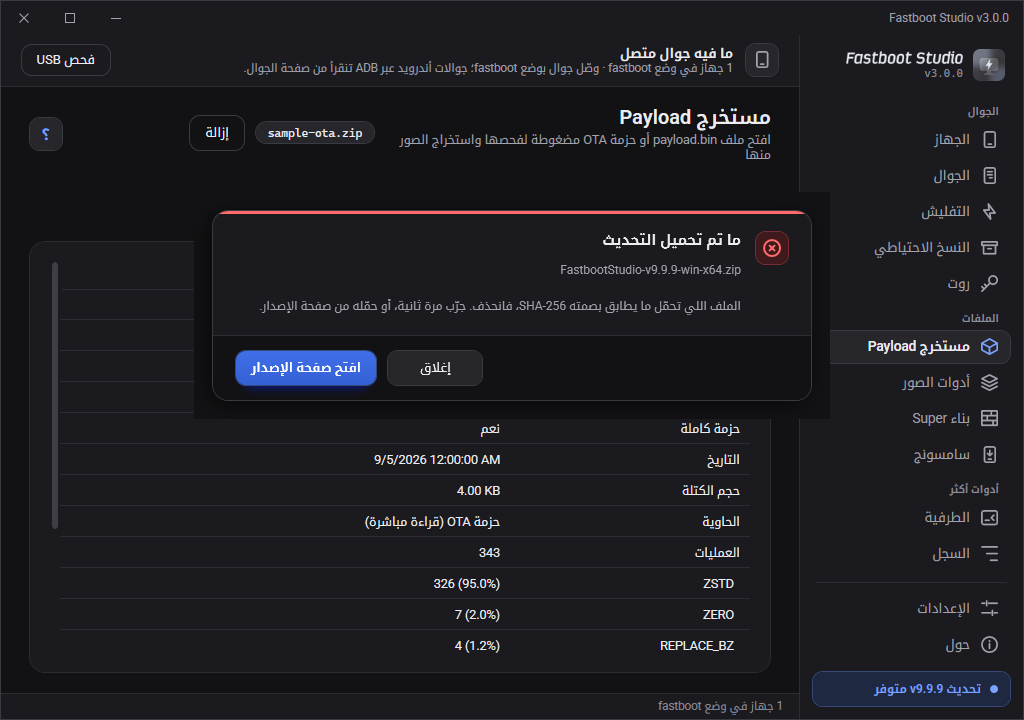 Fastboot Studio v3.0.0
Fastboot Studio
v3.0.0
الجوال
الجهاز
الجوال
التفليش
النسخ الاحتياطي
روت
الملفات
مستخرج Payload
أدوات الصور
بناء Super
سامسونج
أدوات أكثر
الطرفية
السجل
الإعدادات
حول
تحديث v9.9.9 متوفر
ما فيه جوال متصل
1 جهاز في وضع fastboot · وصّل جوال بوضع fastboot؛ جوالات أندرويد عبر ADB تنقرأ من صفحة الجوال.
فحص USB
مستخرج Payload
افتح ملف payload.bin أو حزمة OTA مضغوطة لفحصها واستخراج الصور
منها
sample-ota.zip
إزالة
؟
ما تم تحميل التحديث
FastbootStudio-v9.9.9-win-x64.zip
الملف اللي تحمّل ما يطابق بصمته SHA-256، فانحذف. جرّب مرة ثانية، أو حمّله من صفحة الإصدار.
إغلاق
افتح صفحة الإصدار
حزمة كاملة نعم
التاريخ 9/5/2026 12:00:00 AM
حجم الكتلة 4.00 KB
الحاوية حزمة OTA (قراءة مباشرة)
العمليات 343
ZSTD 326 (95.0%)
ZERO 7 (2.0%)
REPLACE_BZ 4 (1.2%)
1 جهاز في وضع fastboot